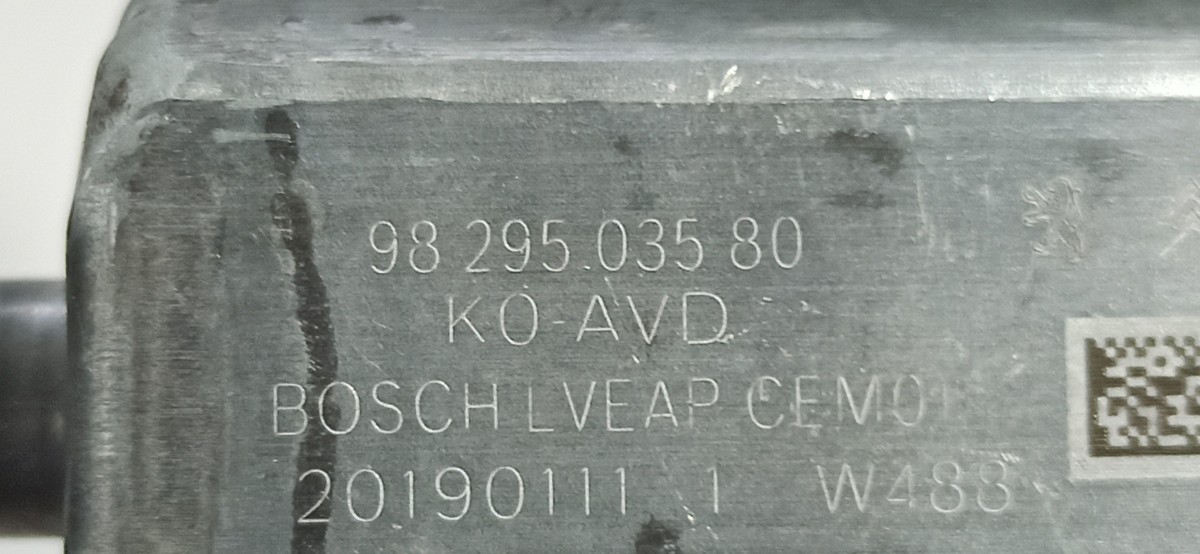 98 295 035 80
KO-AVD
BOSCH LVEAP CEM01
20190111 1 W488